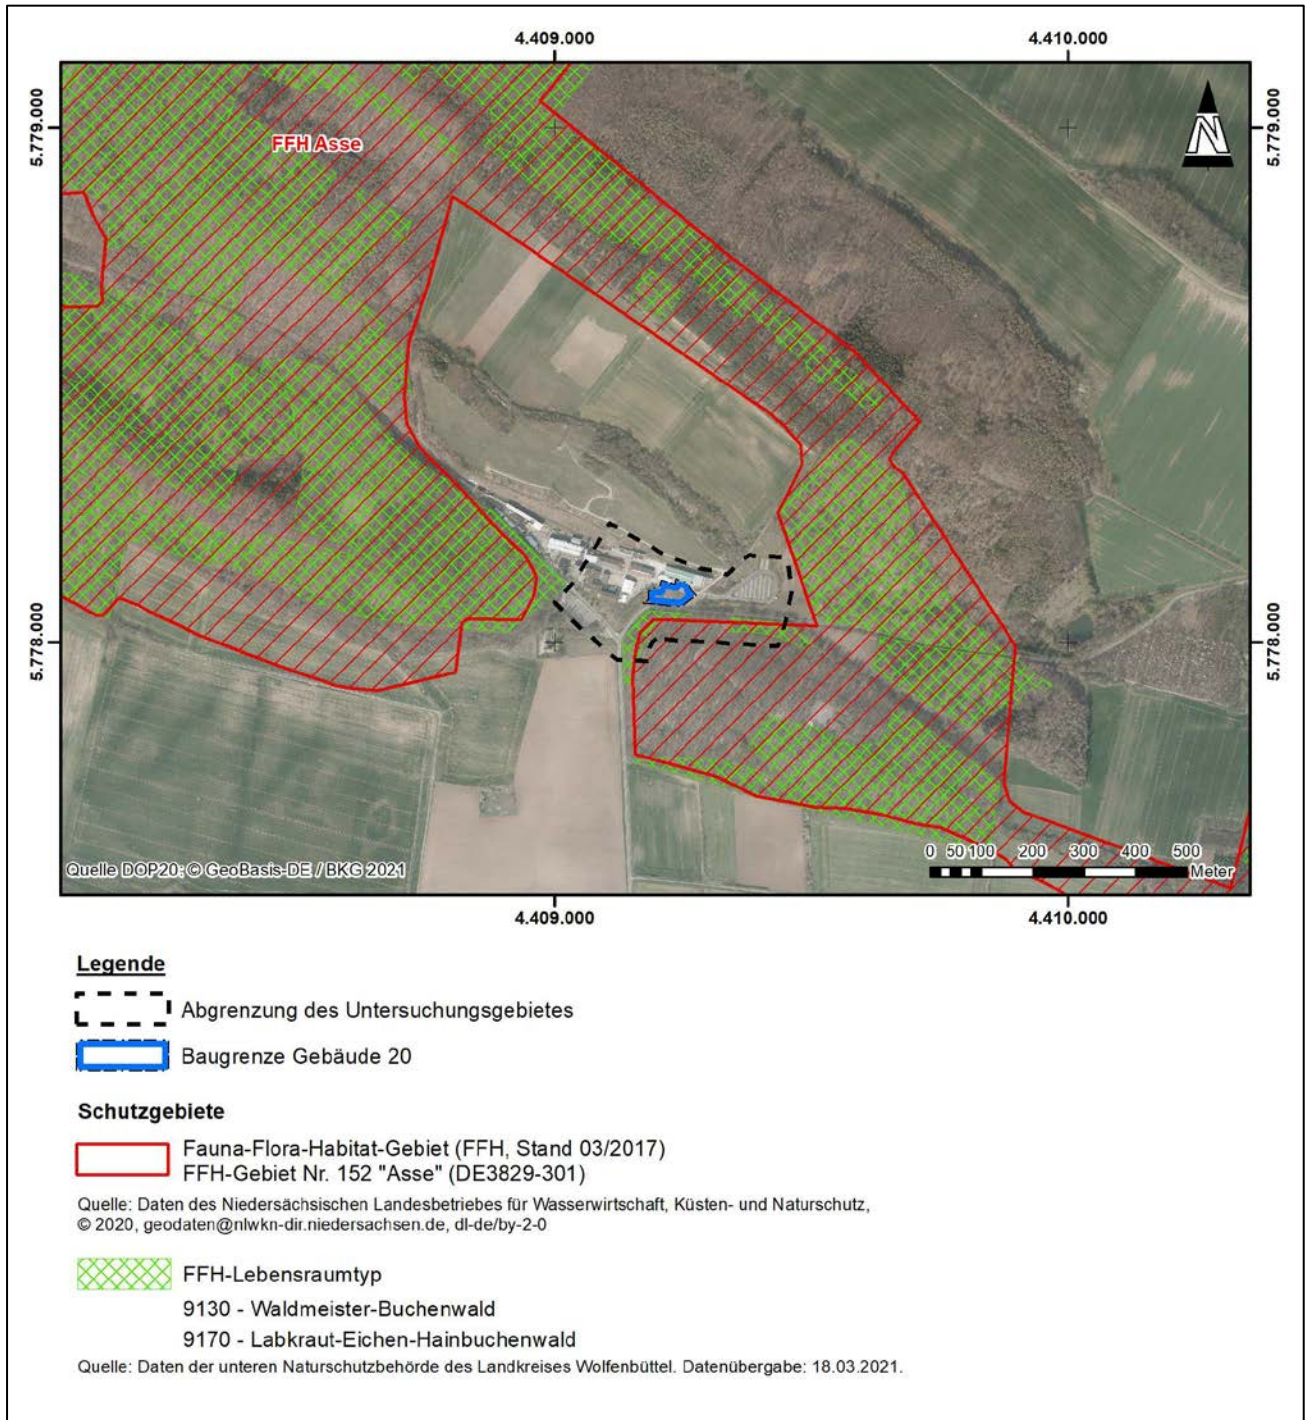 4.409.000 4.410.000
5.779.000 5.779.000
FFH Asse
N
5.778.000 5.778.000
0 50 100 200 300 400 500
Meter
Quelle DOP20: © GeoBasis-DE / BKG 2021
4.409.000 4.410.000
Legende
Abgrenzung des Untersuchungsgebietes
Baugrenze Gebäude 20
Schutzgebiete
Fauna-Flora-Habitat-Gebiet (FFH, Stand 03/2017)
FFH-Gebiet Nr. 152 "Asse" (DE3829-301)
Quelle: Daten des Niedersächsischen Landesbetriebes für Wasserwirtschaft, Küsten- und Naturschutz,
© 2020, geodaten@nlwkn-dir.niedersachsen.de, dl-de/by-2-0
FFH-Lebensraumtyp
9130 - Waldmeister-Buchenwald
9170 - Labkraut-Eichen-Hainbuchenwald
Quelle: Daten der unteren Naturschutzbehörde des Landkreises Wolfenbüttel. Datenübergabe: 18.03.2021.